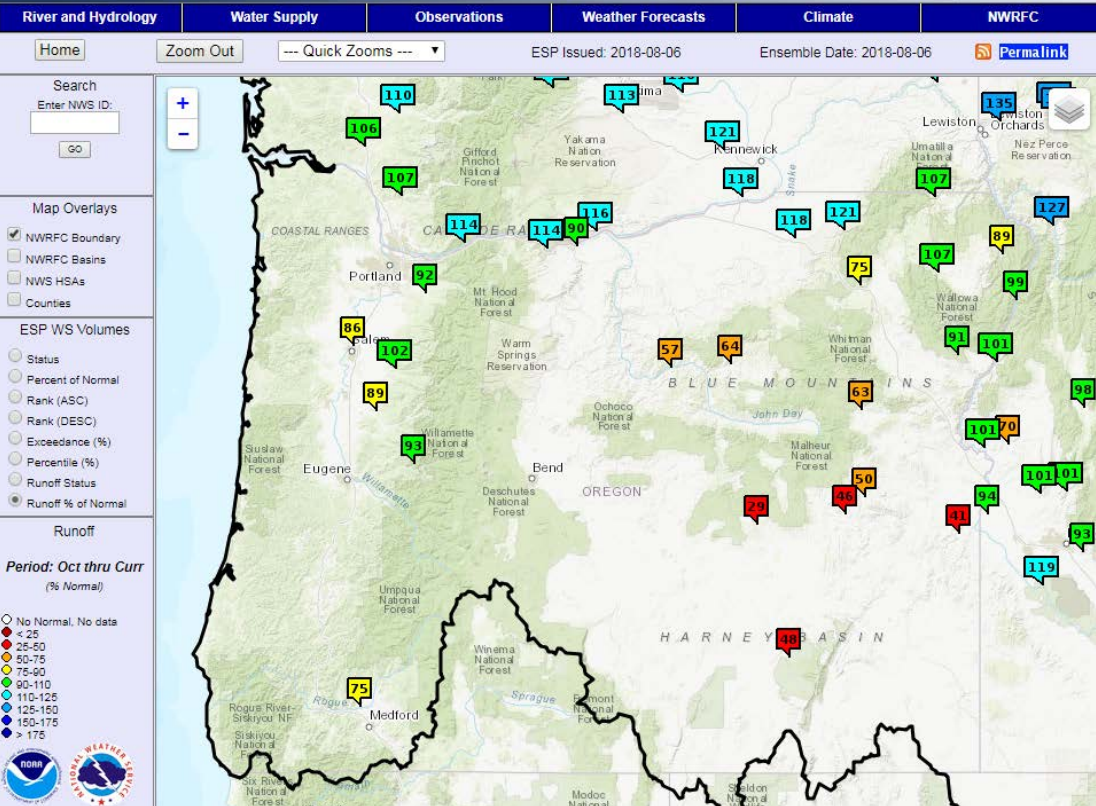 River and Hydrology Water Supply Observations Weather Forecasts Climate NWRFC
Home Zoom Out --- Quick Zooms --- ESP Issued: 2018-08-06 Ensemble Date: 2018-08-06 Permalink
Search
Enter NWS ID:
GO
Map Overlays
NWRFC Boundary
NWRFC Basins
NWS HSAs
Counties
ESP WS Volumes
Status
Percent of Normal
Rank (ASC)
Rank (DESC)
Exceedance (%)
Percentile (%)
Runoff Status
Runoff % of Normal
Runoff
Period: Oct thru Curr
(% Normal)
No Normal, No data
< 25
25-50
50-75
75-90
90-110
110-125
125-150
150-175
> 175
NOAA
NATIONAL WEATHER SERVICE
+
−
110
113
135
106
121
Lewiston
Orchards
Kennewick
Yakama
Nation
Reservation
Gifford
Pinchot
National
Forest
Umatilla
National
Nez Perce
Reservation
Snake
107
118
107
127
114
114
90
116
118
121
89
COASTAL RANGES
Portland
92
75
107
99
Mt Hood
National
Forest
Wallowa
National
Forest
86
Salem
102
Warm
Springs
Reservation
57
64
Whitman
National
Forest
91
101
BLUE MOUNTAINS
89
63
98
Ochoco
National
Forest
John Day
101
70
93
Willamette
National
Forest
Siuslaw
National
Forest
Eugene
Willamette
Bend
Malheur
National
Forest
101
101
50
46
94
Deschutes
National
Forest
OREGON
29
41
93
119
Umpqua
National
Forest
48
HARNEY BASIN
Winema
National
Forest
75
Sprague
Rogue
Rogue River-
Siskiyou NF
Medford
Siskiyou
National
Forest
Six Rivers
National
Forest
Modoc
National